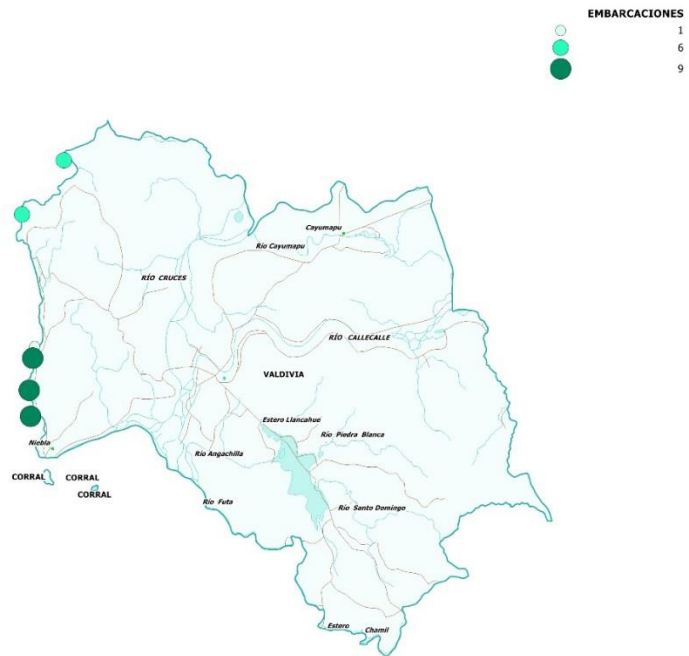 EMBARCACIONES
1
6
9
Cayumapu
Río Cayumapu
RÍO CRUCES
RÍO CALLECALLE
VALDIVIA
Estero Llancahue
Río Piedra Blanca
Niebla
Río Angachilla
CORRAL
CORRAL
CORRAL
Río Futa
Río Santo Domingo
Estero Chamil